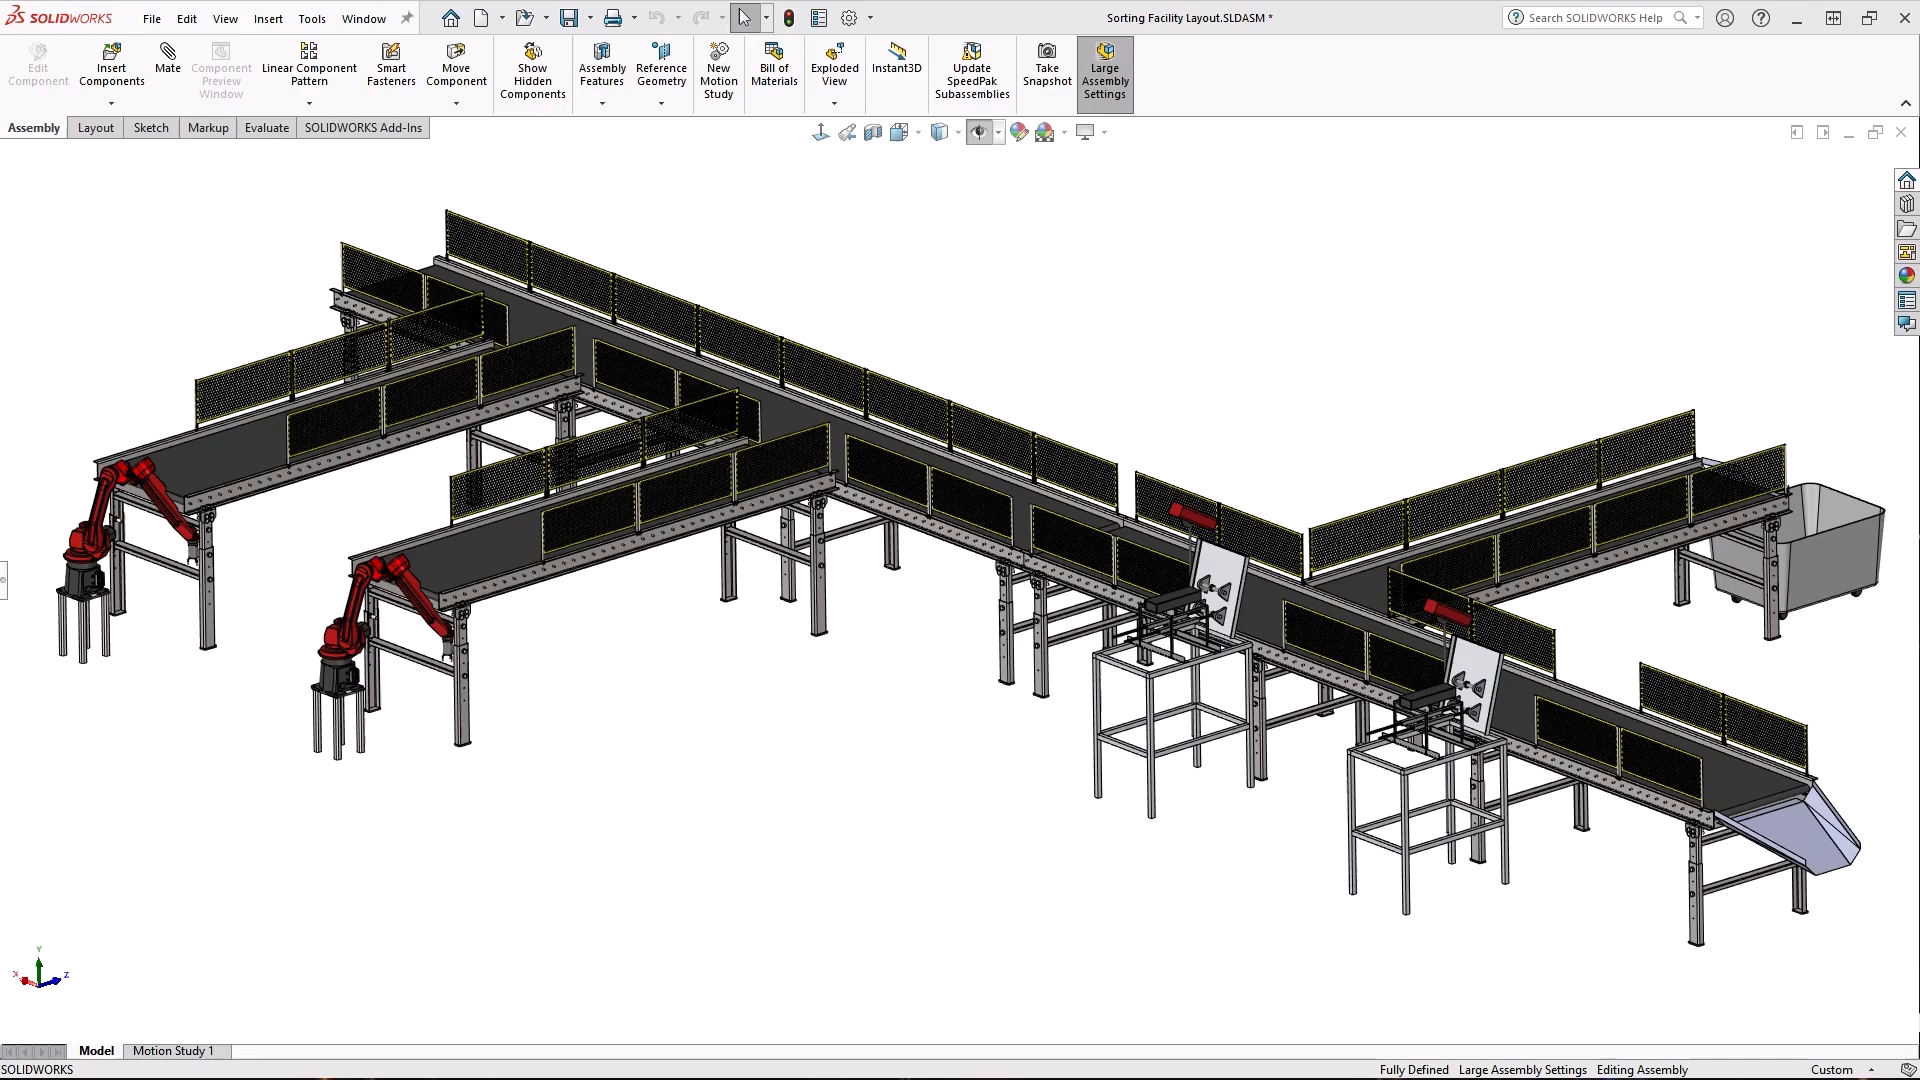 SOLIDWORKS File Edit View Insert Tools Window Sorting Facility Layout.SLDASM * Search SOLIDWORKS Help
Edit Component
Insert Components
Mate
Component Preview Window
Linear Component Pattern
Smart Fasteners
Move Component
Show Hidden Components
Assembly Features
Reference Geometry
New Motion Study
Bill of Materials
Exploded View
Instant3D
Update SpeedPak Subassemblies
Take Snapshot
Large Assembly Settings
Assembly Layout Sketch Markup Evaluate SOLIDWORKS Add-Ins
Y
X Z
Model Motion Study 1
SOLIDWORKS Fully Defined Large Assembly Settings Editing Assembly Custom